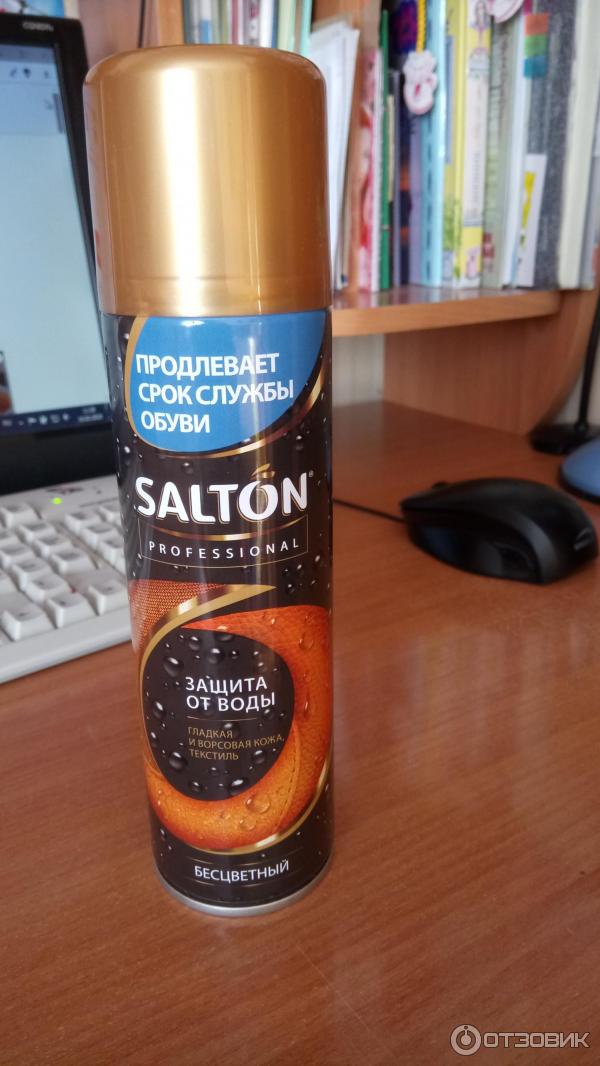 ПРОДЛЕВАЕТ
СРОК СЛУЖБЫ
ОБУВИ
SALTON®
PROFESSIONAL
ЗАЩИТА
ОТ ВОДЫ
ГЛАДКАЯ
И ВОРСОВАЯ КОЖА,
ТЕКСТИЛЬ
БЕСЦВЕТНЫЙ
ОТЗОВИК